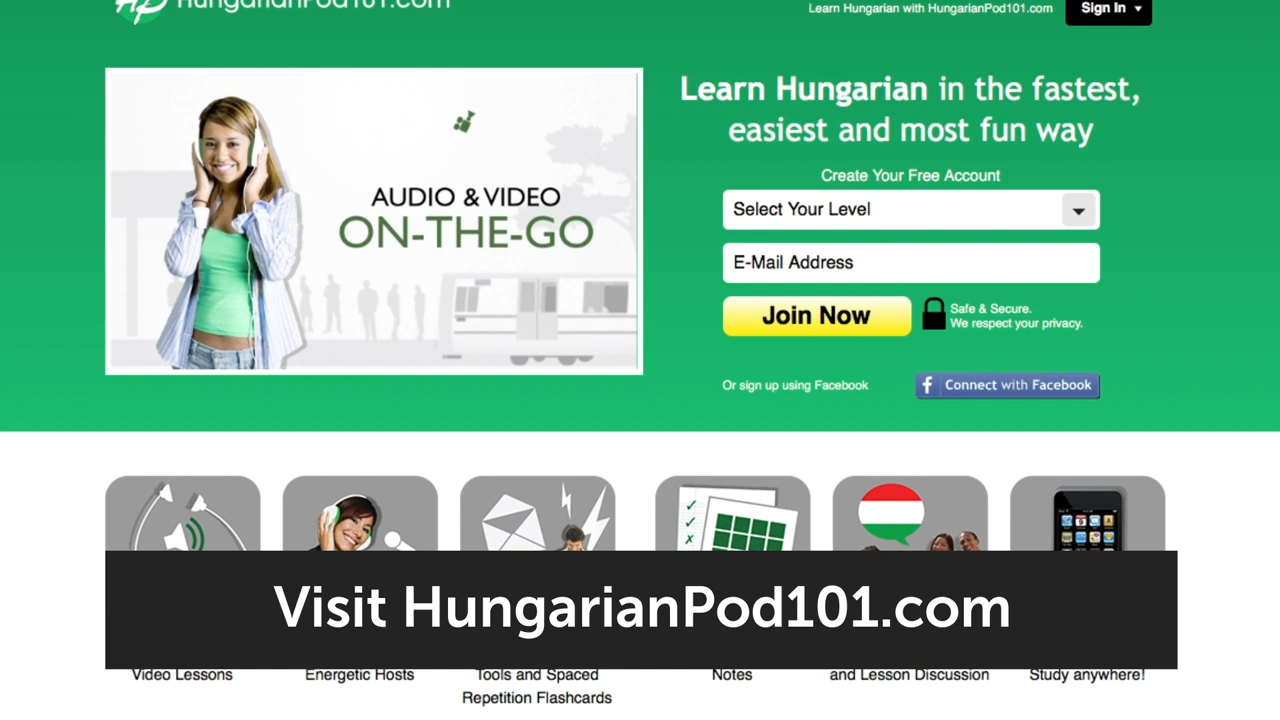 HungarianPod101.com
Learn Hungarian with HungarianPod101.com
Sign In
AUDIO & VIDEO
ON-THE-GO
Learn Hungarian in the fastest,
easiest and most fun way
Create Your Free Account
Select Your Level
E-Mail Address
Join Now
Safe & Secure.
We respect your privacy.
Or sign up using Facebook
f Connect with Facebook
Visit HungarianPod101.com
Video Lessons
Energetic Hosts
Tools and Spaced
Repetition Flashcards
Notes
and Lesson Discussion
Study anywhere!